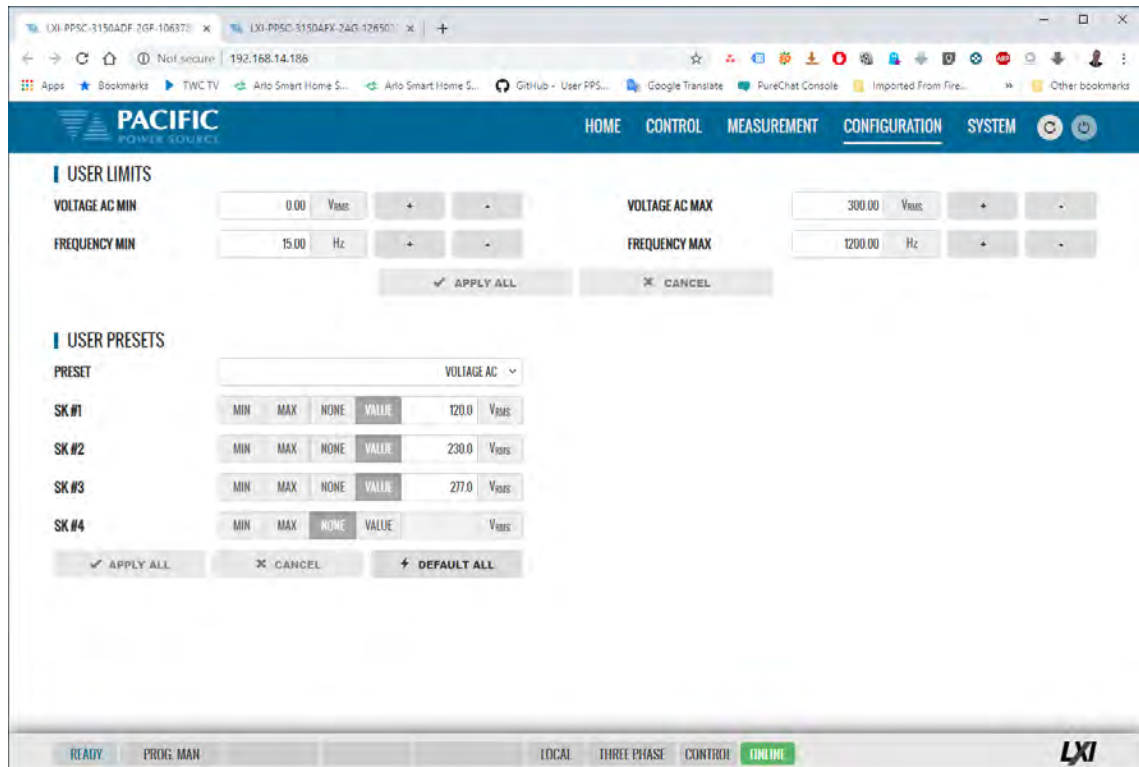 LXI-PPSC-3150ADF-2GF-10637
LXI-PPSC-3150AFX-2AG-12650
Not secure 192.168.14.186
Apps Bookmarks TWC TV Arlo Smart Home S... Arlo Smart Home S... GitHub - User PPS... Google Translate PureChat Console Imported From Fire... Other bookmarks
PACIFIC
POWER SOURCE
HOME CONTROL MEASUREMENT CONFIGURATION SYSTEM
USER LIMITS
VOLTAGE AC MIN 0.00 VRMS + - VOLTAGE AC MAX 300.00 VRMS + -
FREQUENCY MIN 15.00 Hz + - FREQUENCY MAX 1200.00 Hz + -
APPLY ALL CANCEL
USER PRESETS
PRESET VOLTAGE AC
SK #1 MIN MAX NONE VALUE 120.0 VRMS
SK #2 MIN MAX NONE VALUE 230.0 VRMS
SK #3 MIN MAX NONE VALUE 277.0 VRMS
SK #4 MIN MAX NONE VALUE VRMS
APPLY ALL CANCEL DEFAULT ALL
READY PROG. MAN LOCAL THREE PHASE CONTROL ONLINE LXI